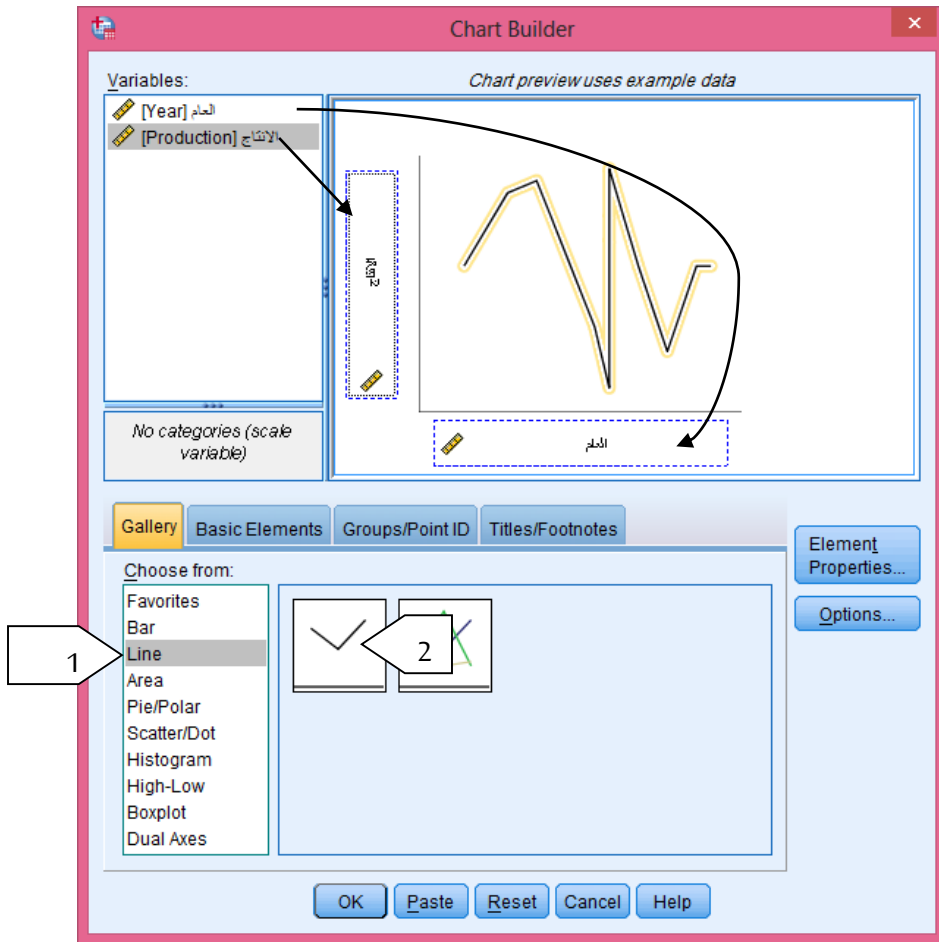 Chart Builder
Variables:
Chart preview uses example data
العام [Year]
الانتاج [Production]
العام
No categories (scale
variable)
Gallery
Basic Elements
Groups/Point ID
Titles/Footnotes
Element
Properties...
Options...
Choose from:
Favorites
Bar
Line
Area
Pie/Polar
Scatter/Dot
Histogram
High-Low
Boxplot
Dual Axes
1
2
OK
Paste
Reset
Cancel
Help